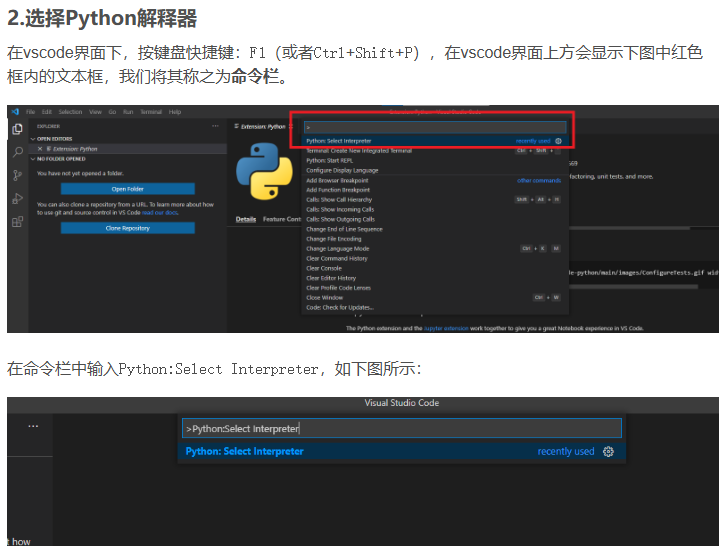 2.选择Python解释器
在vscode界面下，按键盘快捷键：F1（或者Ctrl+Shift+P），在vscode界面上方会显示下图中红色
框内的文本框，我们将其称之为命令栏。
File Edit Selection View Go Run Terminal Help
EXPLORER
OPEN EDITORS
Extension: Python
NO FOLDER OPENED
You have not yet opened a folder.
Open Folder
You can also clone a repository from a URL. To learn more about how
to use git and source control in VS Code read our docs.
Clone Repository
Extension: Python
Details Feature Cont
>
Python: Select Interpreter recently used
Terminal: Create New Integrated Terminal Ctrl + Shift +
Python: Start REPL
Configure Display Language
Add Browser Breakpoint other commands
Add Function Breakpoint
Calls: Show Call Hierarchy Shift + Alt + H
Calls: Show Incoming Calls
Calls: Show Outgoing Calls
Change End of Line Sequence
Change File Encoding
Change Language Mode Ctrl + K M
Clear Command History
Clear Console
Clear Editor History
Clear Profile Code Lenses
Close Window Ctrl + W
Code: Check for Updates...
569
factoring, unit tests, and more.
de-python/main/images/ConfigureTests.gif wid
The Python extension and the Jupyter extension work together to give you a great Notebook experience in VS Code.
在命令栏中输入Python:Select Interpreter，如下图所示：
Visual Studio Code
>Python:Select Interpreter
Python: Select Interpreter recently used
t how